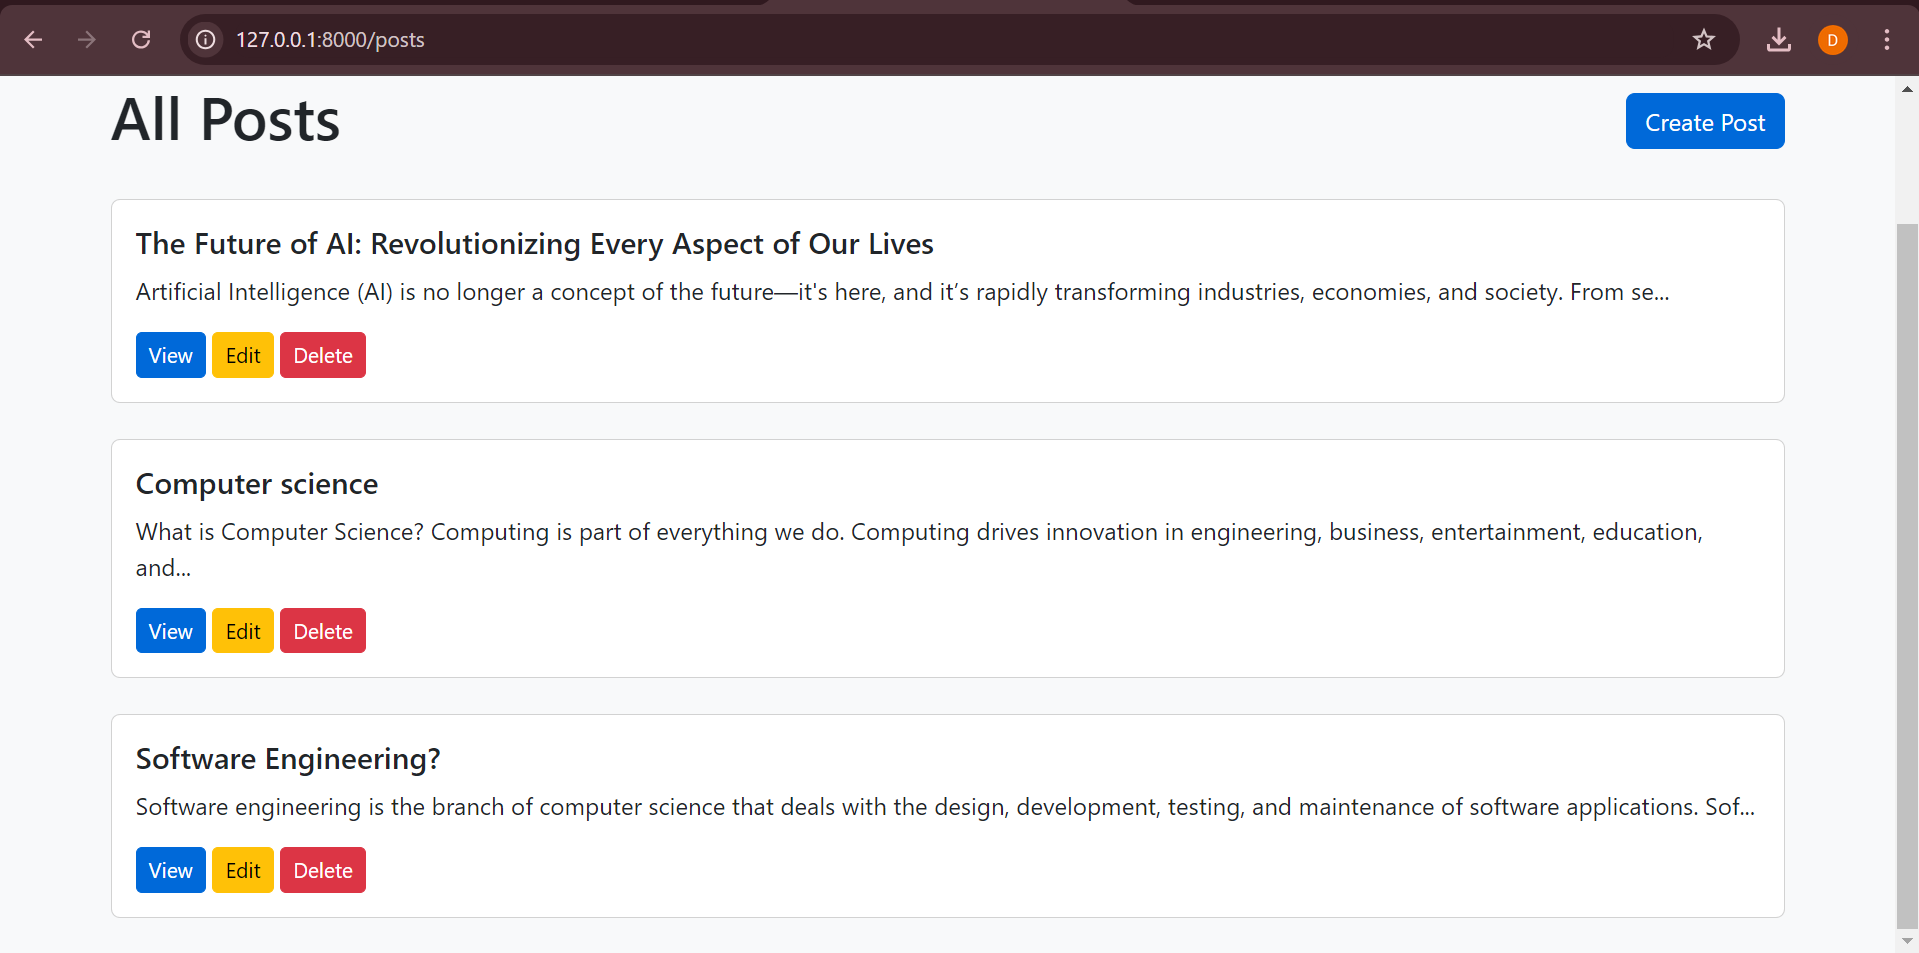 127.0.0.1:8000/posts
D
All Posts
Create Post
The Future of AI: Revolutionizing Every Aspect of Our Lives
Artificial Intelligence (AI) is no longer a concept of the future—it's here, and it’s rapidly transforming industries, economies, and society. From se...
View Edit Delete
Computer science
What is Computer Science? Computing is part of everything we do. Computing drives innovation in engineering, business, entertainment, education,
and...
View Edit Delete
Software Engineering?
Software engineering is the branch of computer science that deals with the design, development, testing, and maintenance of software applications. Sof...
View Edit Delete